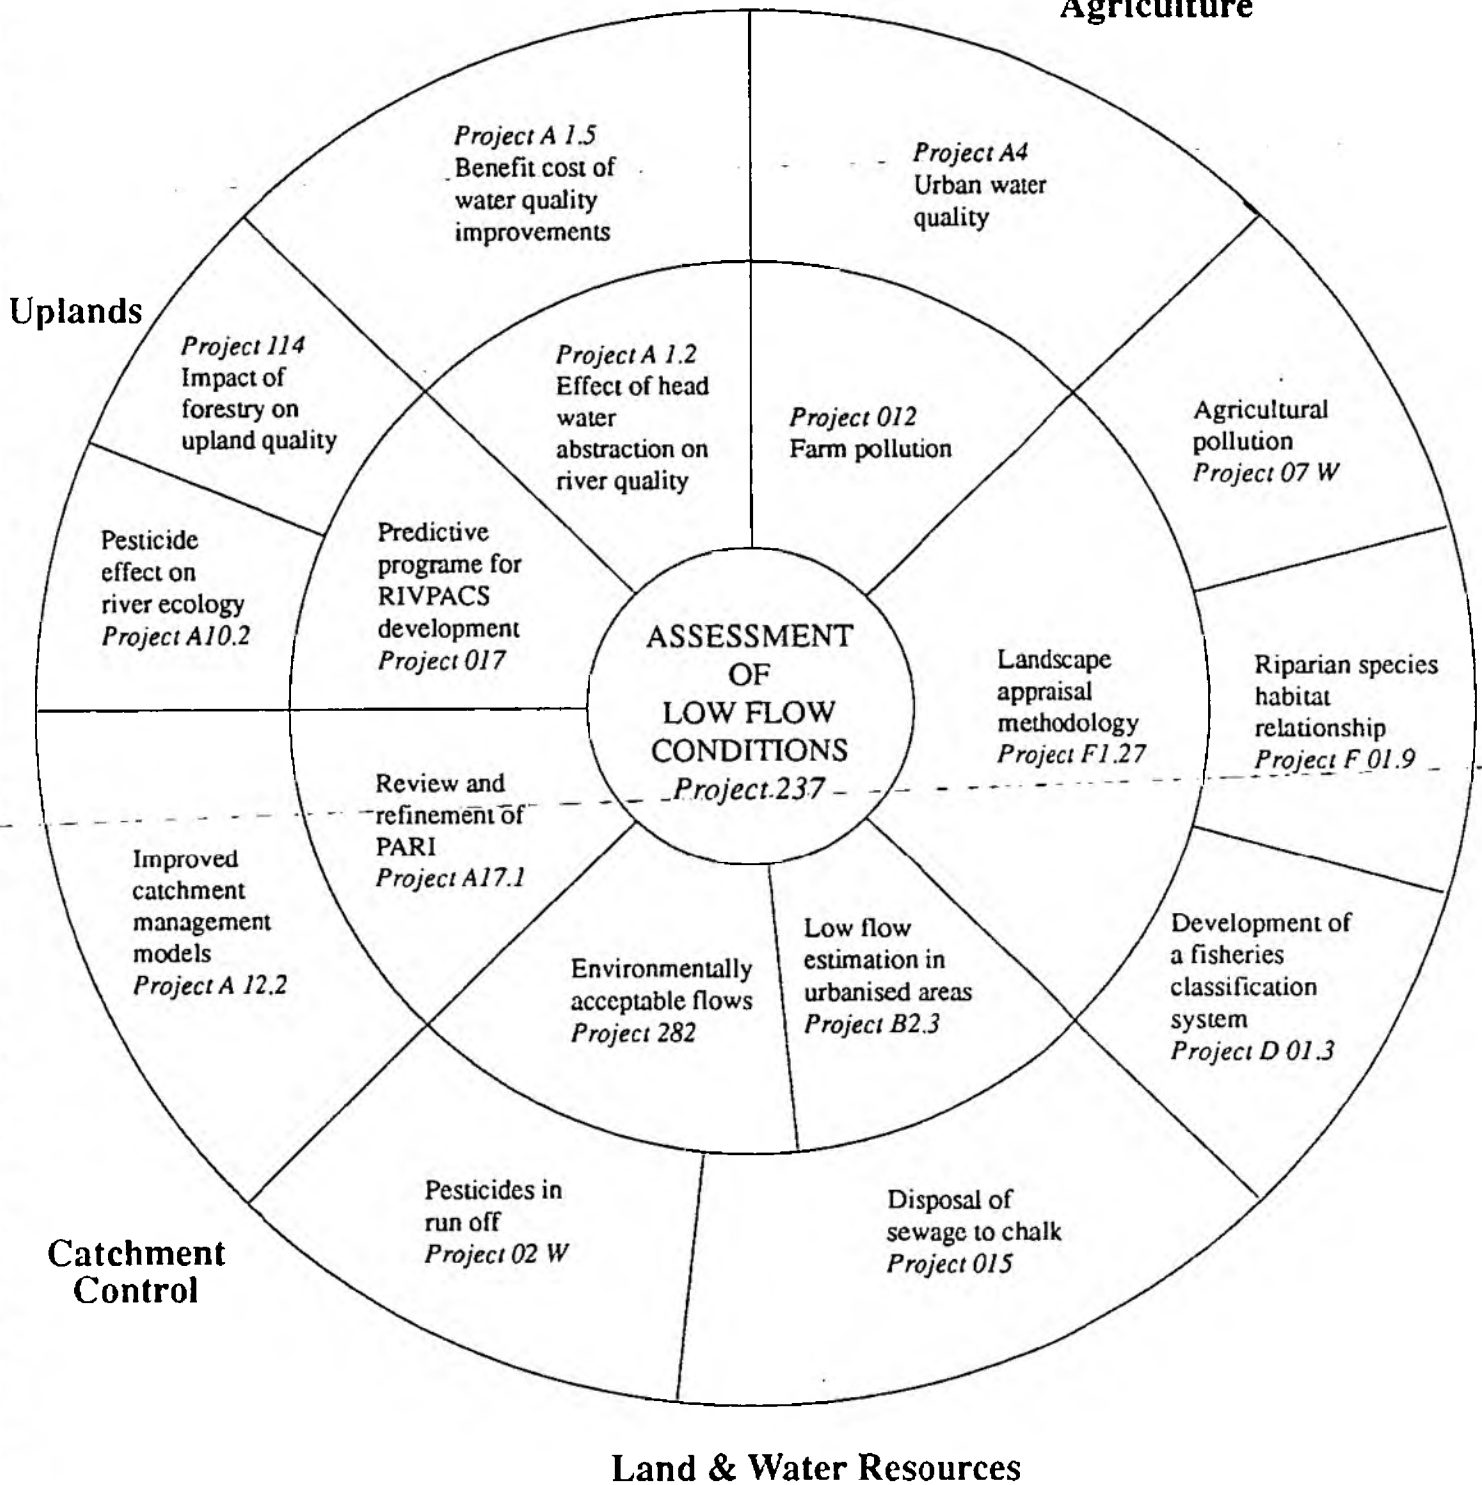 Agriculture
Project A 1.5
Benefit cost of
water quality
improvements
Project A4
Urban water
quality
Uplands
Project 114
Impact of
forestry on
upland quality
Project A 1.2
Effect of head
water
abstraction on
river quality
Project 012
Farm pollution
Agricultural
pollution
Project 07 W
Pesticide
effect on
river ecology
Project A10.2
Predictive
programe for
RIVPACS
development
Project 017
ASSESSMENT
OF
LOW FLOW
CONDITIONS
Project 237
Landscape
appraisal
methodology
Project F1.27
Riparian species
habitat
relationship
Project F 01.9
Review and
refinement of
PARI
Project A17.1
Improved
catchment
management
models
Project A 12.2
Environmentally
acceptable flows
Project 282
Low flow
estimation in
urbanised areas
Project B2.3
Development of
a fisheries
classification
system
Project D 01.3
Pesticides in
run off
Project 02 W
Disposal of
sewage to chalk
Project 015
Catchment
Control
Land & Water Resources